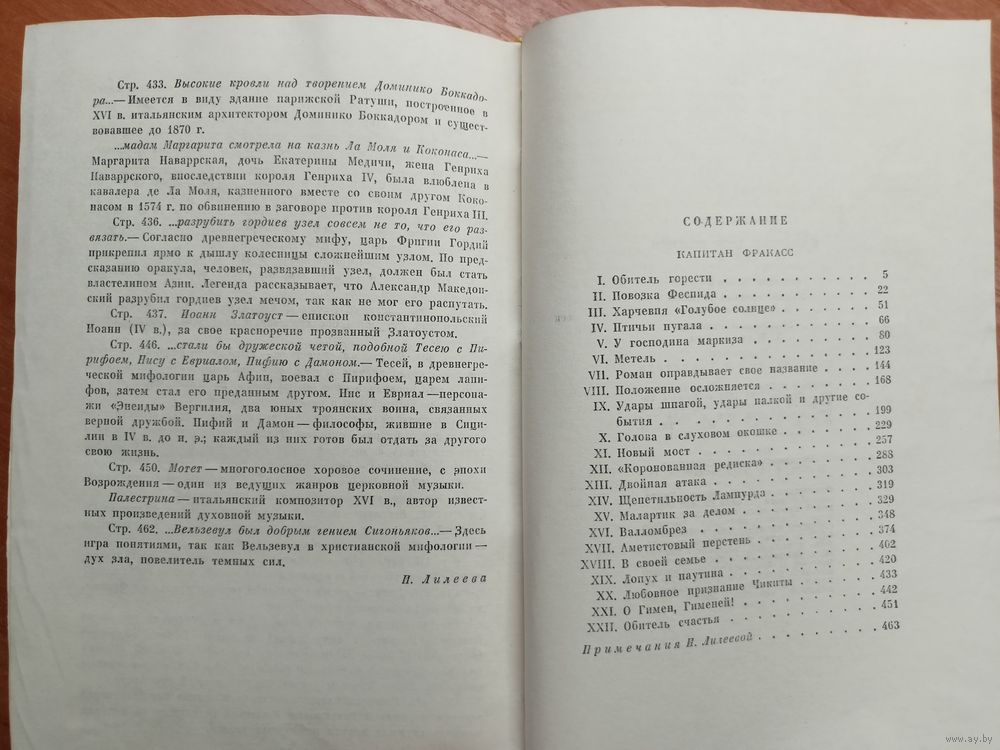 Стр. 433. Высокие кровли над творением Доминико Боккадо-
ра...— Имеется в виду здание парижской Ратуши, построенное в
XVI в. итальянским архитектором Доминико Боккадором и сущест-
вовавшее до 1870 г.
...мадам Маргарита смотрела на казнь Ла Моля и Коконаса...—
Маргарита Наваррская, дочь Екатерины Медичи, жена Генриха
Наваррского, впоследствии короля Генриха IV, была влюблена в
кавалера де Ла Моля, казненного вместе со своим другом Коко-
насом в 1574 г. по обвинению в заговоре против короля Генриха III.
Стр. 436. ...разрубить гордиев узел совсем не то, что его раз-
вязать.— Согласно древнегреческому мифу, царь Фригии Гордий
прикрепил ярмо к дышлу колесницы сложнейшим узлом. По пред-
сказанию оракула, человек, развязавший узел, должен был стать
властелином Азии. Легенда рассказывает, что Александр Македон-
ский разрубил гордиев узел мечом, так как не мог его распутать.
Стр. 437. Иоанн Златоуст — епископ константинопольский
Иоанн (IV в.), за свое красноречие прозванный Златоустом.
Стр. 446. ...стали бы дружеской четой, подобной Тесею с Пи-
рифоем, Нису с Евриалом, Пифию с Дамоном.— Тесей, в древнегре-
ческой мифологии царь Афин, воевал с Пирифоем, царем лапи-
фов, затем стал его преданным другом. Нис и Евриал — персона-
жи «Энеиды» Вергилия, два юных троянских воина, связанных
верной дружбой. Пифий и Дамон — философы, жившие в Сици-
лии в IV в. до н. э.; каждый из них готов был отдать за другого
свою жизнь.
Стр. 450. Мотет — многоголосное хоровое сочинение, с эпохи
Возрождения — один из ведущих жанров церковной музыки.
Палестрина — итальянский композитор XVI в., автор извест-
ных произведений духовной музыки.
Стр. 462. ...Вельзевул был добрым гением Сигоньяков...— Здесь
игра понятиями, так как Вельзевул в христианской мифологии —
дух зла, повелитель темных сил.
Н. Лилеева
СОДЕРЖАНИЕ
КАПИТАН ФРАКАСС
I. Обитель горести . . . . . . . . . . 5
II. Повозка Феспида . . . . . . . . . . 22
III. Харчевня «Голубое солнце» . . . . . . . 51
IV. Птичьи пугала . . . . . . . . . . 66
V. У господина маркиза . . . . . . . . . 80
VI. Метель . . . . . . . . . . . . 123
VII. Роман оправдывает свое название . . . . . 144
VIII. Положение осложняется . . . . . . . . 168
IX. Удары шпагой, удары палкой и другие со-
бытия . . . . . . . . . . . . 199
X. Голова в слуховом окошке . . . . . . . 229
XI. Новый мост . . . . . . . . . . . 257
XII. «Коронованная редиска» . . . . . . . . 288
XIII. Двойная атака . . . . . . . . . . 303
XIV. Щепетильность Лампурда . . . . . . . 319
XV. Малартик за делом . . . . . . . . . 329
XVI. Валломбрез . . . . . . . . . . . 348
XVII. Аметистовый перстень . . . . . . . . 374
XVIII. В своей семье . . . . . . . . . . 402
XIX. Лопух и паутина . . . . . . . . . . 420
XX. Любовное признание Чикиты . . . . . . 433
XXI. О Гимен, Гименей! . . . . . . . . . 442
XXII. Обитель счастья . . . . . . . . . . 451
Примечания Н. Лилеевой . . . . . . . . . 463
www.ay.by